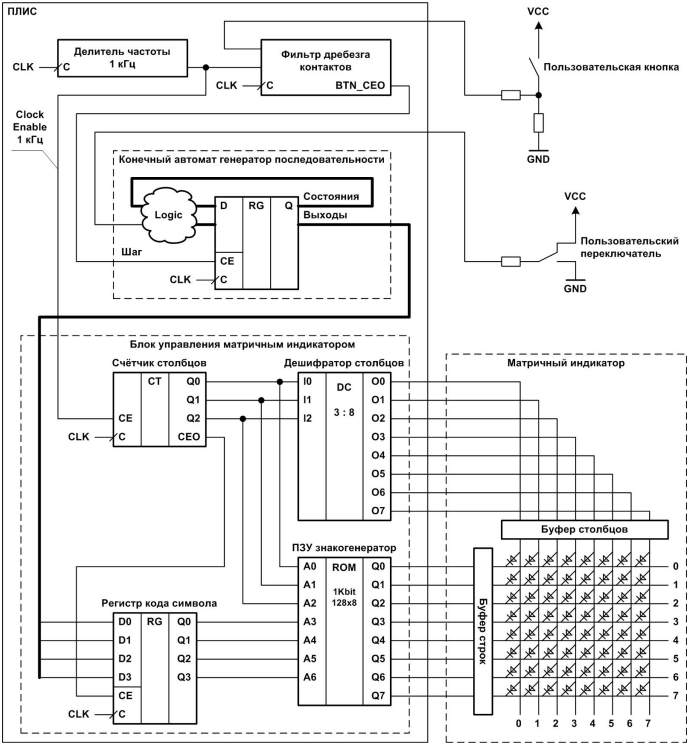 ПЛИС
VCC
Делитель частоты
1 кГц
CLK
C
Фильтр дребезга
контактов
CLK
C
BTN_CEO
Пользовательская кнопка
GND
Clock
Enable
1 кГц
Конечный автомат генератор последовательности
Logic
D
RG
Q
Состояния
Выходы
Шаг
CE
CLK
C
VCC
Пользовательский
переключатель
GND
Блок управления матричным индикатором
Счётчик столбцов
CT
Q0
Q1
Q2
CE
CLK
C
CEO
Дешифратор столбцов
I0
I1
I2
DC
3 : 8
O0
O1
O2
O3
O4
O5
O6
O7
Матричный индикатор
Буфер столбцов
Буфер строк
0
1
2
3
4
5
6
7
0 1 2 3 4 5 6 7
ПЗУ знакогенератор
A0
A1
A2
A3
A4
A5
A6
ROM
1Kbit
128x8
Q0
Q1
Q2
Q3
Q4
Q5
Q6
Q7
Регистр кода символа
D0
D1
D2
D3
RG
Q0
Q1
Q2
Q3
CE
CLK
C